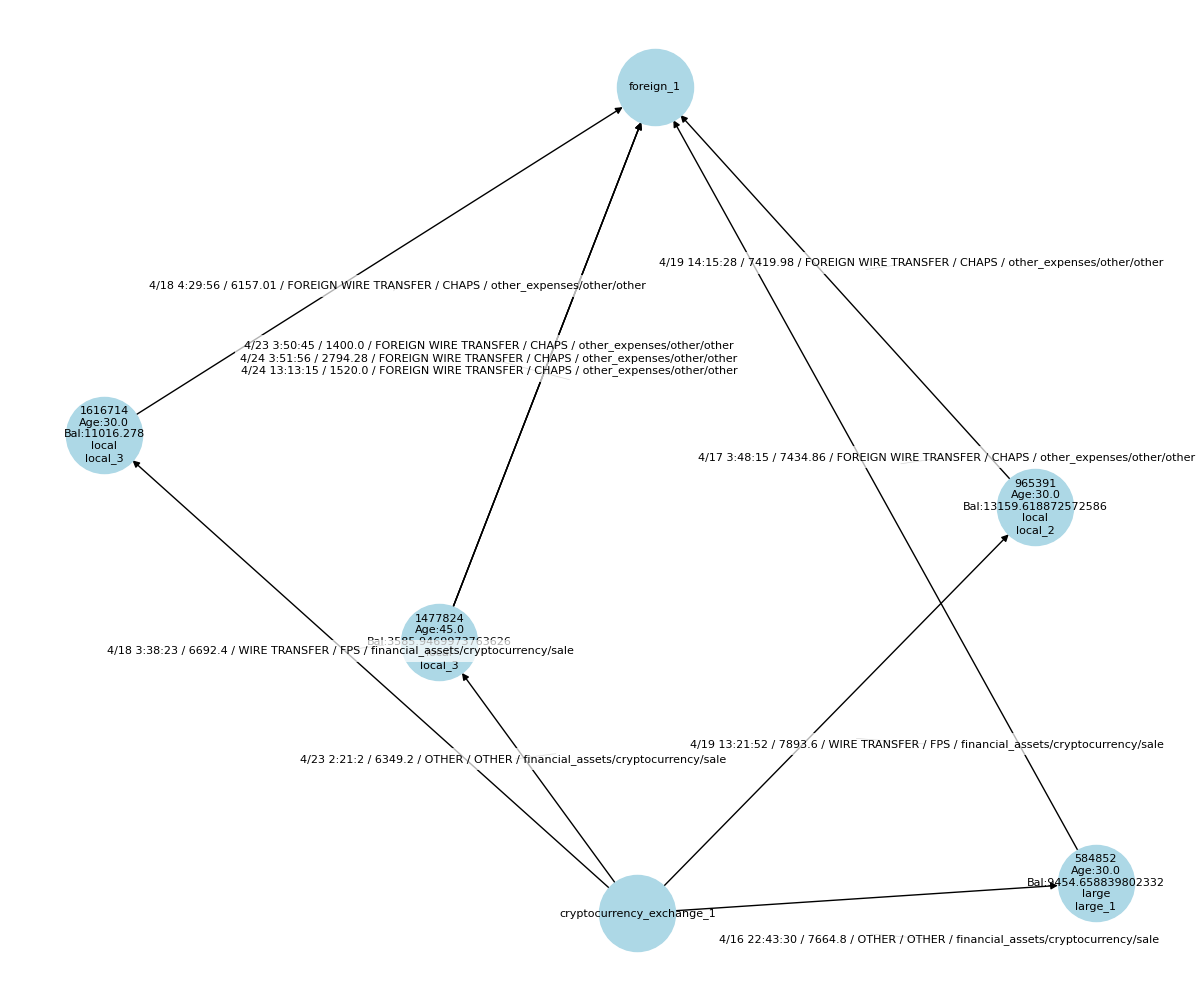 foreign_1
4/19 14:15:28 / 7419.98 / FOREIGN WIRE TRANSFER / CHAPS / other_expenses/other/other
4/18 4:29:56 / 6157.01 / FOREIGN WIRE TRANSFER / CHAPS / other_expenses/other/other
4/23 3:50:45 / 1400.0 / FOREIGN WIRE TRANSFER / CHAPS / other_expenses/other/other
4/24 3:51:56 / 2794.28 / FOREIGN WIRE TRANSFER / CHAPS / other_expenses/other/other
4/24 13:13:15 / 1520.0 / FOREIGN WIRE TRANSFER / CHAPS / other_expenses/other/other
1616714
Age:30.0
Bal:11016.278
local
local_3
4/17 3:48:15 / 7434.86 / FOREIGN WIRE TRANSFER / CHAPS / other_expenses/other/other
965391
Age:30.0
Bal:13159.618872572586
local
local_2
1477824
Age:45.0
Bal:3585.9469973763626
4/18 3:38:23 / 6692.4 / WIRE TRANSFER / FPS / financial_assets/cryptocurrency/sale
local_3
4/19 13:21:52 / 7893.6 / WIRE TRANSFER / FPS / financial_assets/cryptocurrency/sale
4/23 2:21:2 / 6349.2 / OTHER / OTHER / financial_assets/cryptocurrency/sale
584852
Age:30.0
Bal:9454.658839802332
large
large_1
cryptocurrency_exchange_1
4/16 22:43:30 / 7664.8 / OTHER / OTHER / financial_assets/cryptocurrency/sale